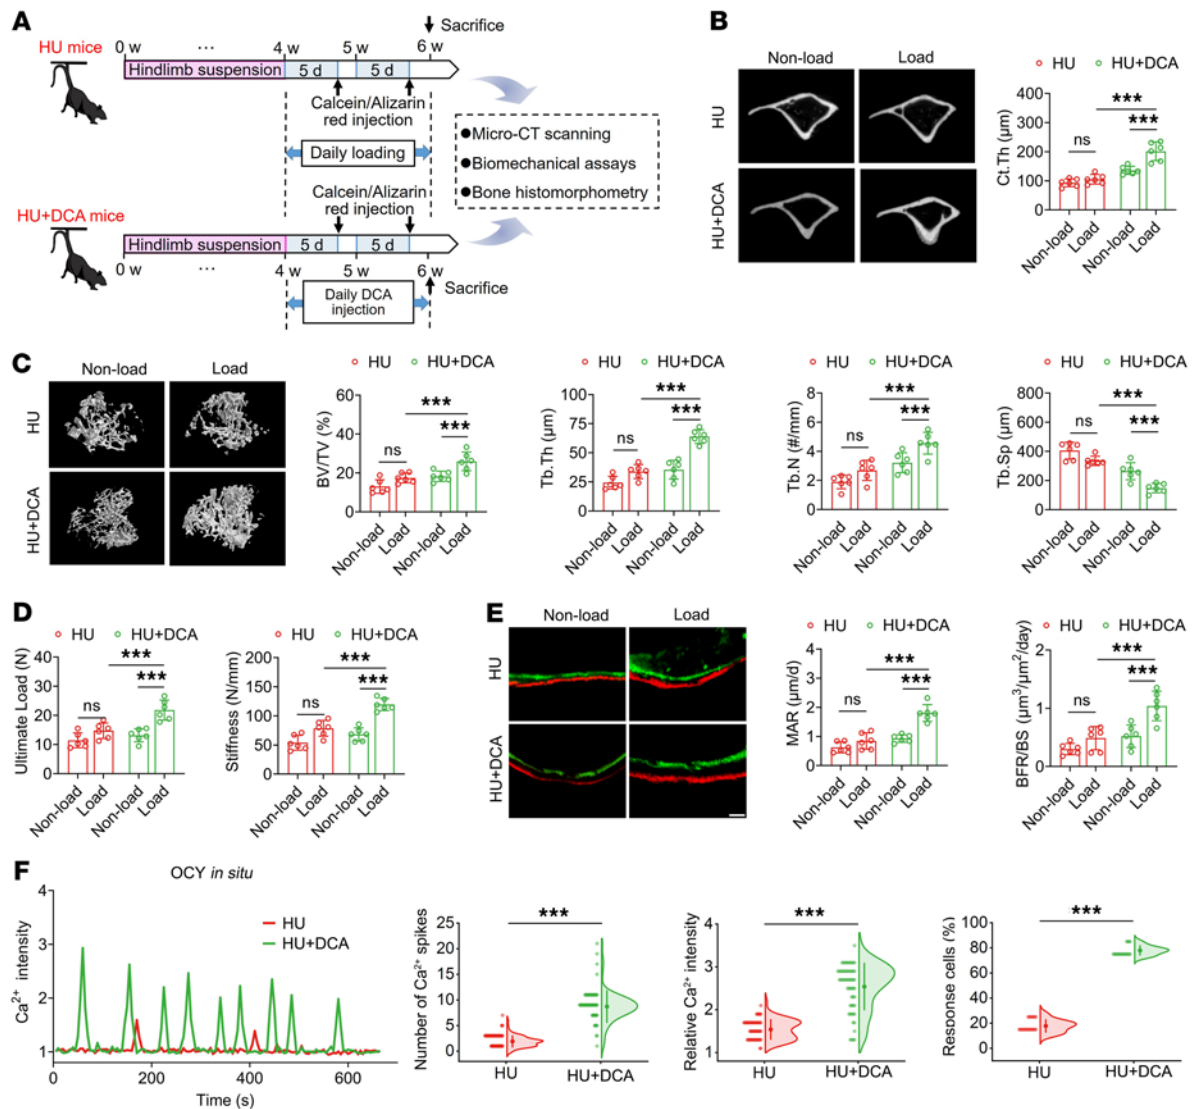 A
HU mice
0 w ... 4 w 5 w 6 w
Sacrifice
Hindlimb suspension 5 d 5 d
Calcein/Alizarin
red injection
Daily loading
Calcein/Alizarin
red injection
HU+DCA mice
Hindlimb suspension 5 d 5 d
0 w ... 4 w 5 w 6 w
Daily DCA
injection
Sacrifice
●Micro-CT scanning
●Biomechanical assays
●Bone histomorphometry
B
Non-load Load
HU
HU+DCA
HU HU+DCA
Ct.Th (μm)
400
300
200
100
0
ns *** ***
Non-load Load Non-load Load
C
Non-load Load
HU
HU+DCA
HU HU+DCA
BV/TV (%)
60
40
20
0
ns *** ***
Non-load Load Non-load Load
HU HU+DCA
Tb.Th (μm)
100
75
50
25
0
ns *** ***
Non-load Load Non-load Load
HU HU+DCA
Tb.N (#/mm)
8
6
4
2
0
ns *** ***
Non-load Load Non-load Load
HU HU+DCA
Tb.Sp (μm)
800
600
400
200
0
ns *** ***
Non-load Load Non-load Load
D
HU HU+DCA
Ultimate Load (N)
40
30
20
10
0
ns *** ***
Non-load Load Non-load Load
HU HU+DCA
Stiffness (N/mm)
200
150
100
50
0
ns *** ***
Non-load Load Non-load Load
E
Non-load Load
HU
HU+DCA
HU HU+DCA
MAR (μm/d)
4
3
2
1
0
ns *** ***
Non-load Load Non-load Load
HU HU+DCA
BFR/BS (μm³/μm²/day)
2
1
0
ns *** ***
Non-load Load Non-load Load
F
OCY in situ
HU
HU+DCA
Ca²⁺ intensity
4
3
2
1
0 200 400 600
Time (s)
Number of Ca²⁺ spikes
25
20
15
10
5
0
***
HU HU+DCA
Relative Ca²⁺ intensity
4
3
2
1
***
HU HU+DCA
Response cells (%)
100
80
60
40
20
0
***
HU HU+DCA